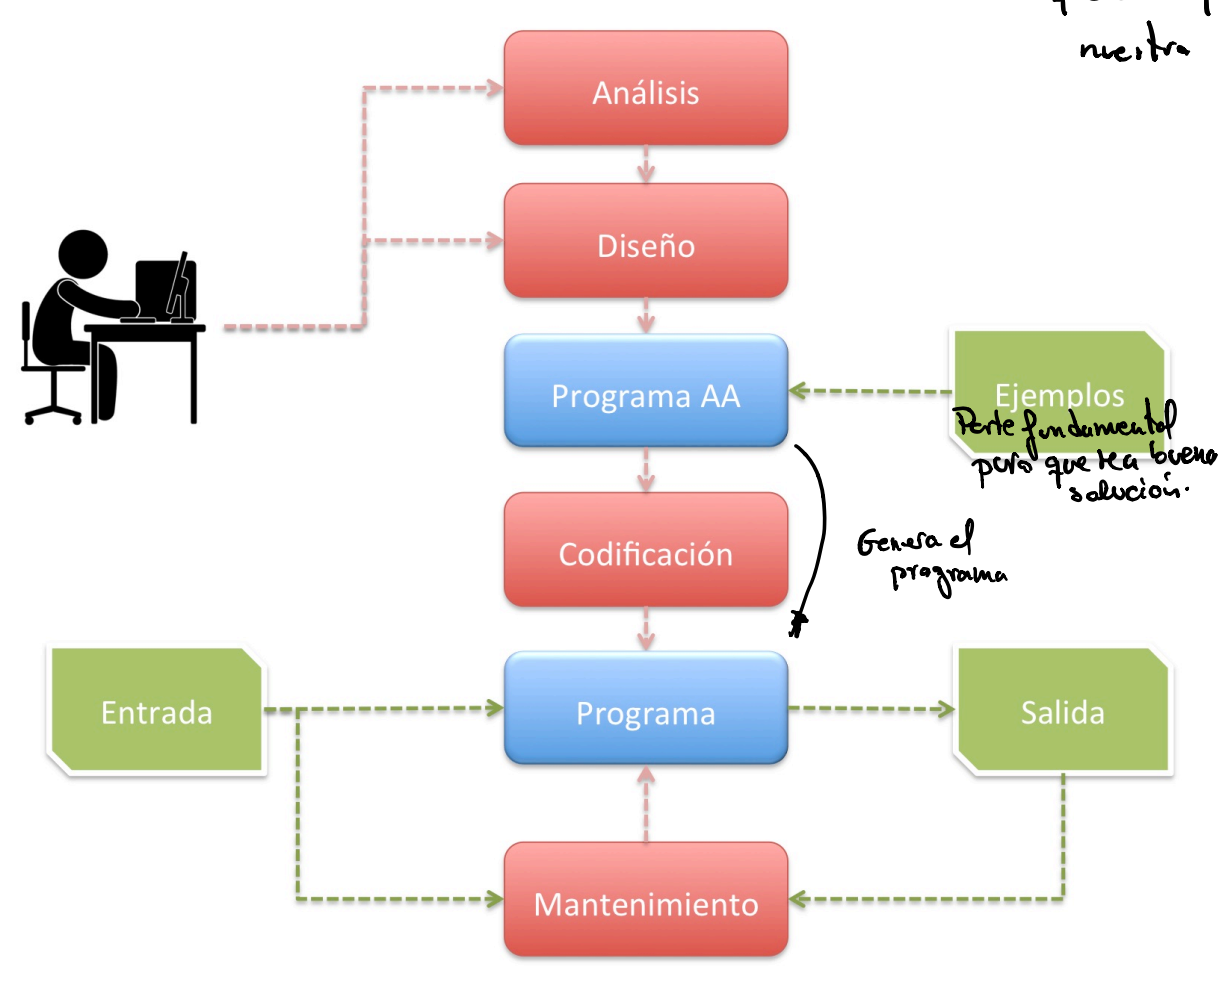 nuestra
Análisis
Diseño
Programa AA
Ejemplos
Parte fundamental
para que sea buena
solución.
Codificación
Genera el
programa
Entrada
Programa
Salida
Mantenimiento